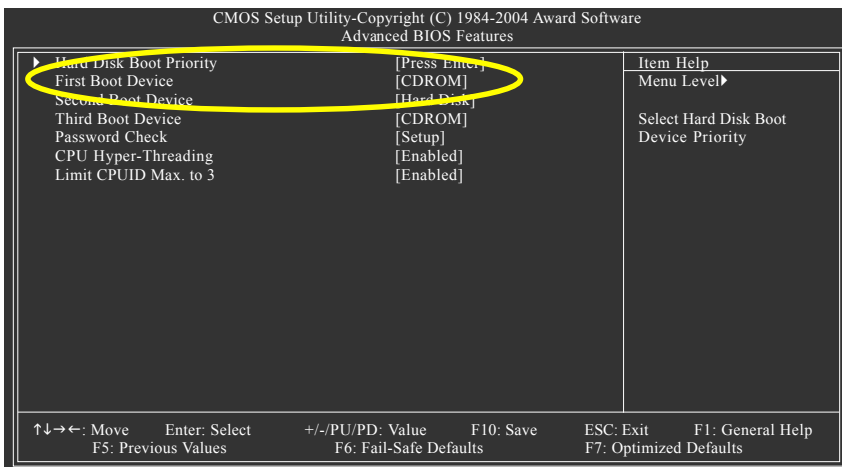 CMOS Setup Utility-Copyright (C) 1984-2004 Award Software
Advanced BIOS Features
Hard Disk Boot Priority [Press Enter]
First Boot Device [CDROM]
Second Boot Device [Hard Disk]
Third Boot Device [CDROM]
Password Check [Setup]
CPU Hyper-Threading [Enabled]
Limit CPUID Max. to 3 [Enabled]
Item Help
Menu Level▶
Select Hard Disk Boot
Device Priority
↑↓→←: Move Enter: Select +/-/PU/PD: Value F10: Save ESC: Exit F1: General Help
F5: Previous Values F6: Fail-Safe Defaults F7: Optimized Defaults